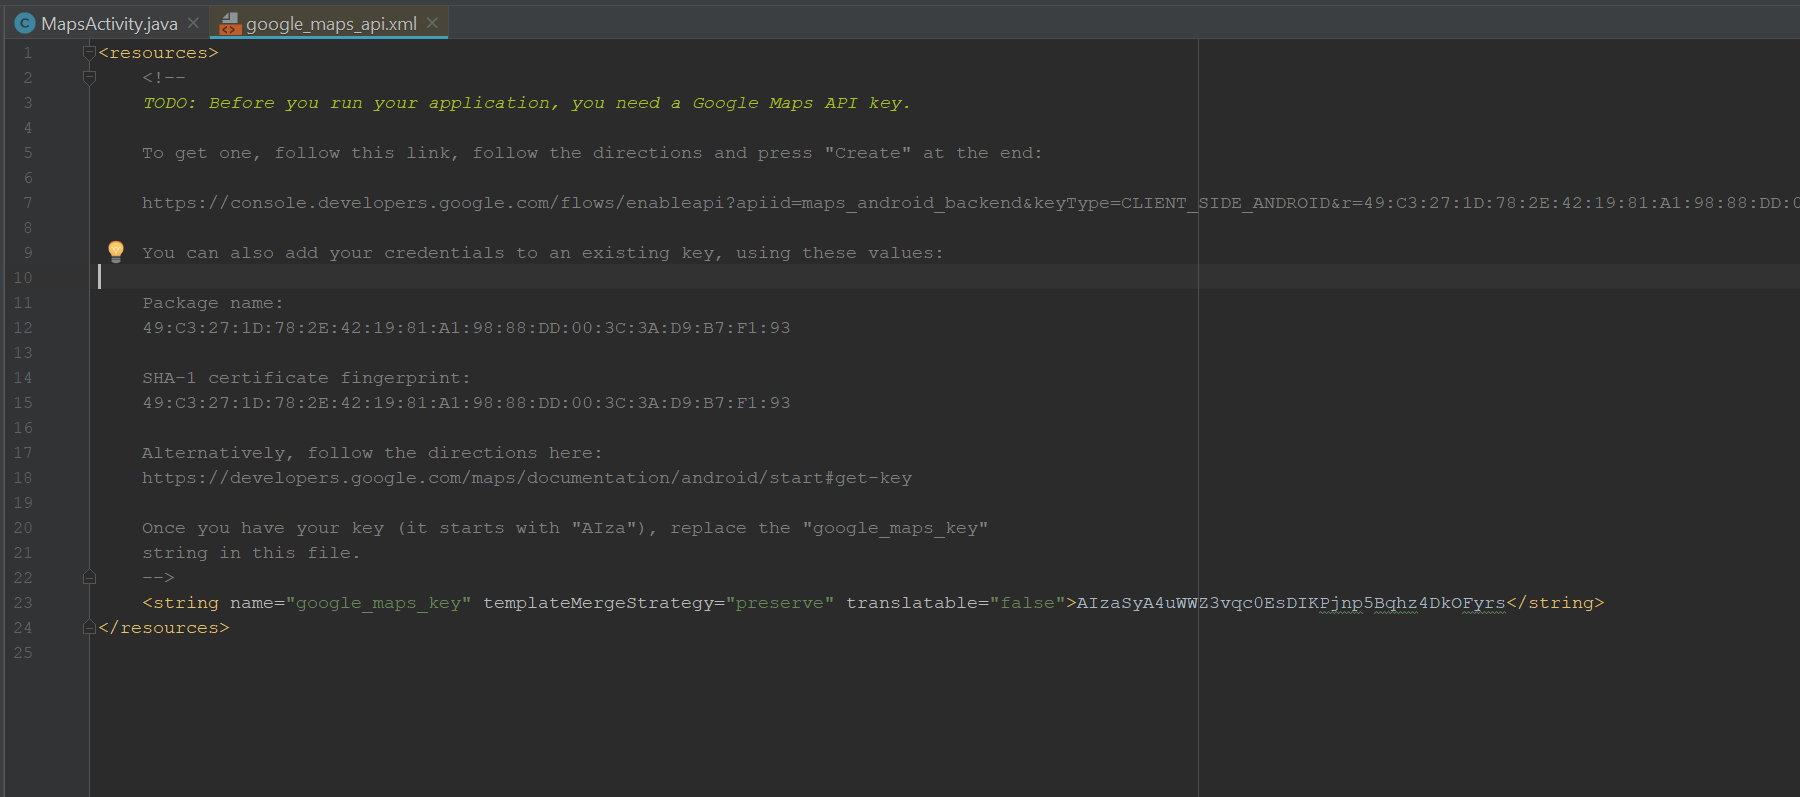 MapsActivity.java
google_maps_api.xml
1 <resources>
2 <!--
3 TODO: Before you run your application, you need a Google Maps API key.
4
5 To get one, follow this link, follow the directions and press "Create" at the end:
6
7 https://console.developers.google.com/flows/enableapi?apiid=maps_android_backend&keyType=CLIENT_SIDE_ANDROID&r=49:C3:27:1D:78:2E:42:19:81:A1:98:88:DD:0
8
9 You can also add your credentials to an existing key, using these values:
10
11 Package name:
12 49:C3:27:1D:78:2E:42:19:81:A1:98:88:DD:00:3C:3A:D9:B7:F1:93
13
14 SHA-1 certificate fingerprint:
15 49:C3:27:1D:78:2E:42:19:81:A1:98:88:DD:00:3C:3A:D9:B7:F1:93
16
17 Alternatively, follow the directions here:
18 https://developers.google.com/maps/documentation/android/start#get-key
19
20 Once you have your key (it starts with "AIza"), replace the "google_maps_key"
21 string in this file.
22 -->
23 <string name="google_maps_key" templateMergeStrategy="preserve" translatable="false">AIzaSyA4uWWZ3vqc0EsDIKPjnp5Bqhz4DkOFyrs</string>
24 </resources>
25